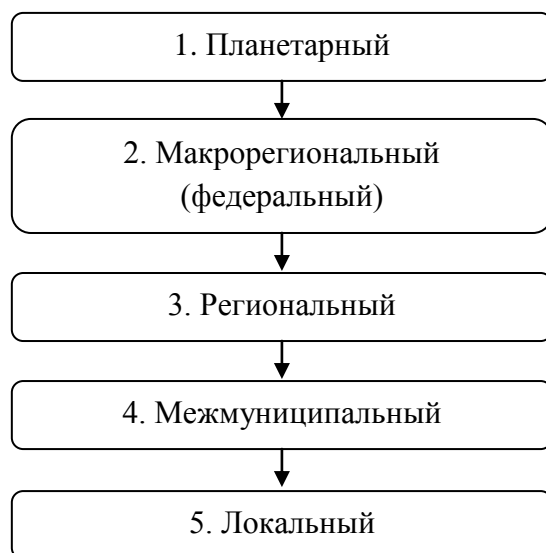 1. Планетарный
2. Макрорегиональный
(федеральный)
3. Региональный
4. Межмуниципальный
5. Локальный